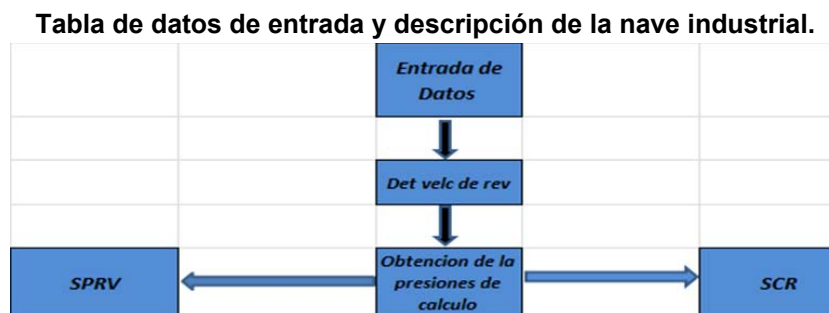 Tabla de datos de entrada y descripción de la nave industrial.
Entrada de
Datos
Det velc de rev
Obtencion de la
presiones de
calculo
SPRV
SCR